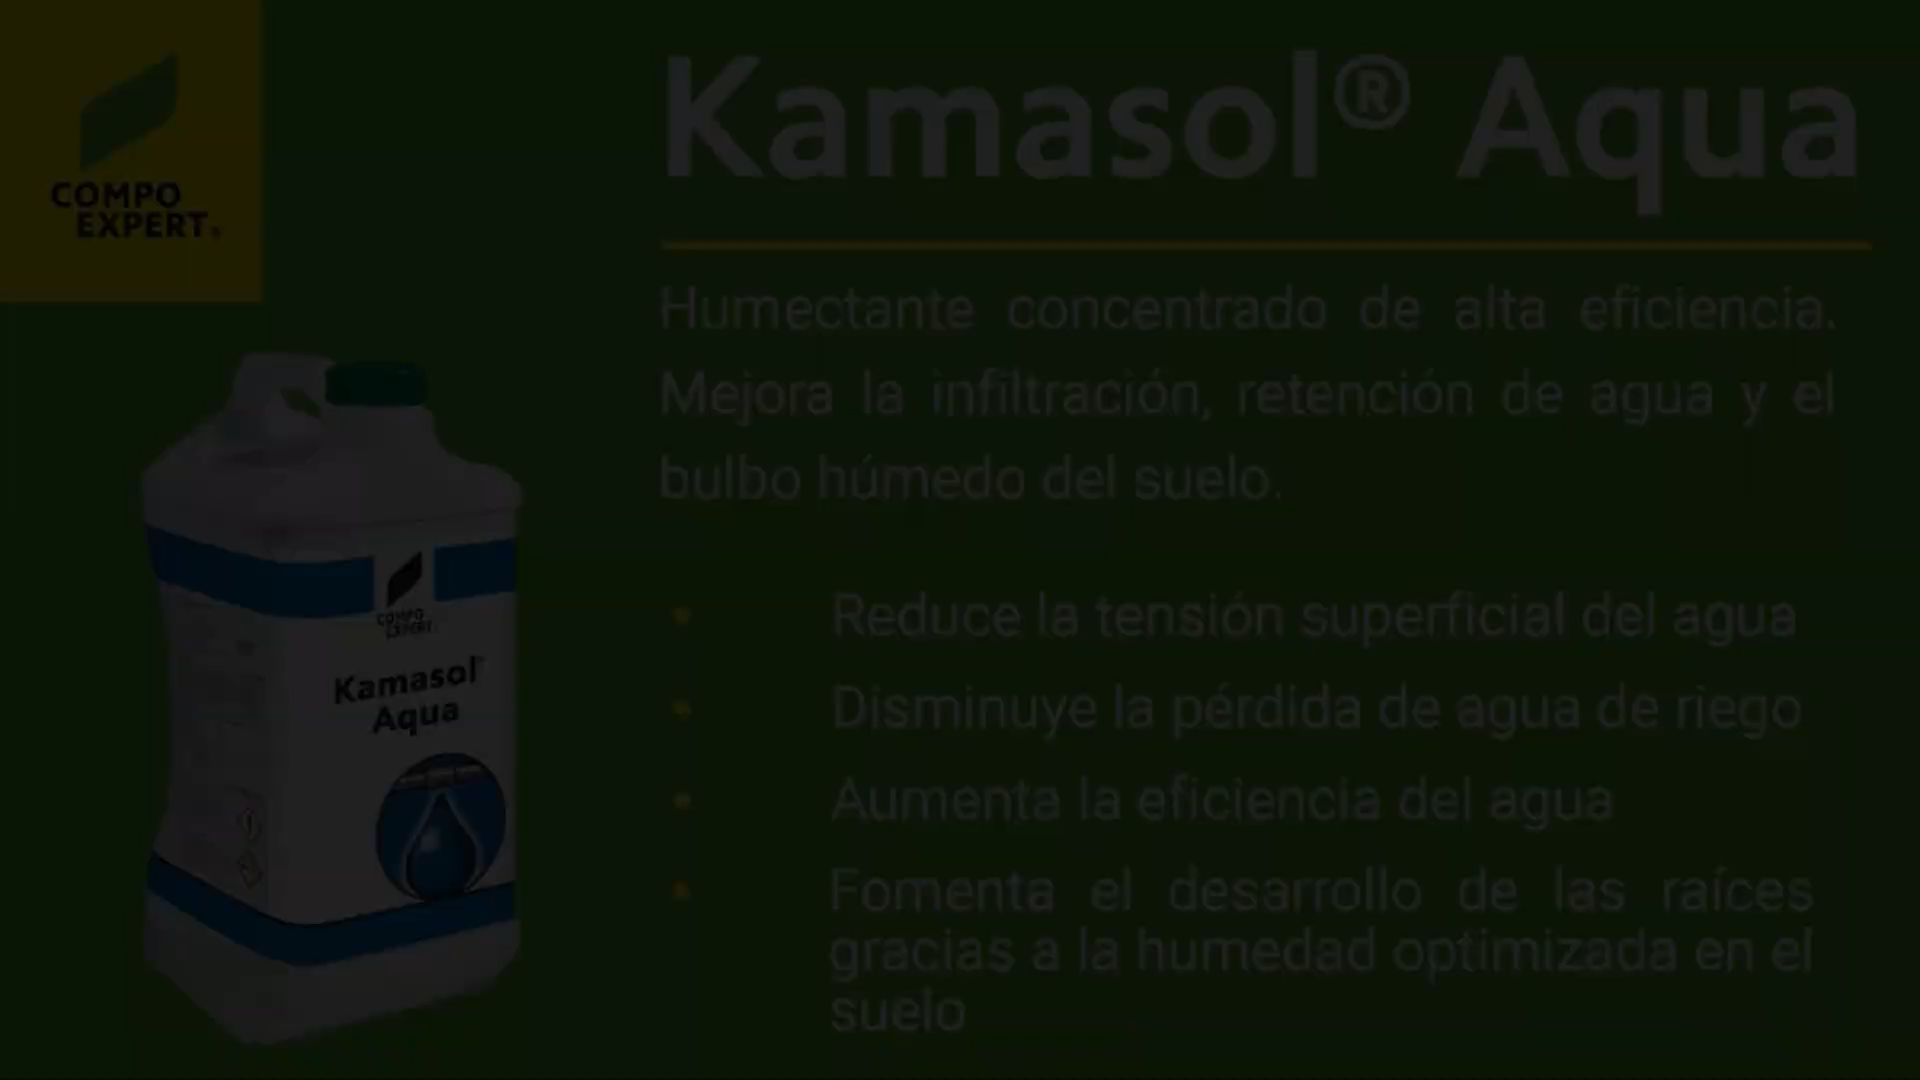 COMPO
EXPERT®
Kamasol® Aqua
Humectante concentrado de alta eficiencia.
Mejora la infiltración, retención de agua y el
bulbo húmedo del suelo.
COMPO
EXPERT
Kamasol®
Aqua
• Reduce la tensión superficial del agua
• Disminuye la pérdida de agua de riego
• Aumenta la eficiencia del agua
• Fomenta el desarrollo de las raíces
gracias a la humedad optimizada en el
suelo